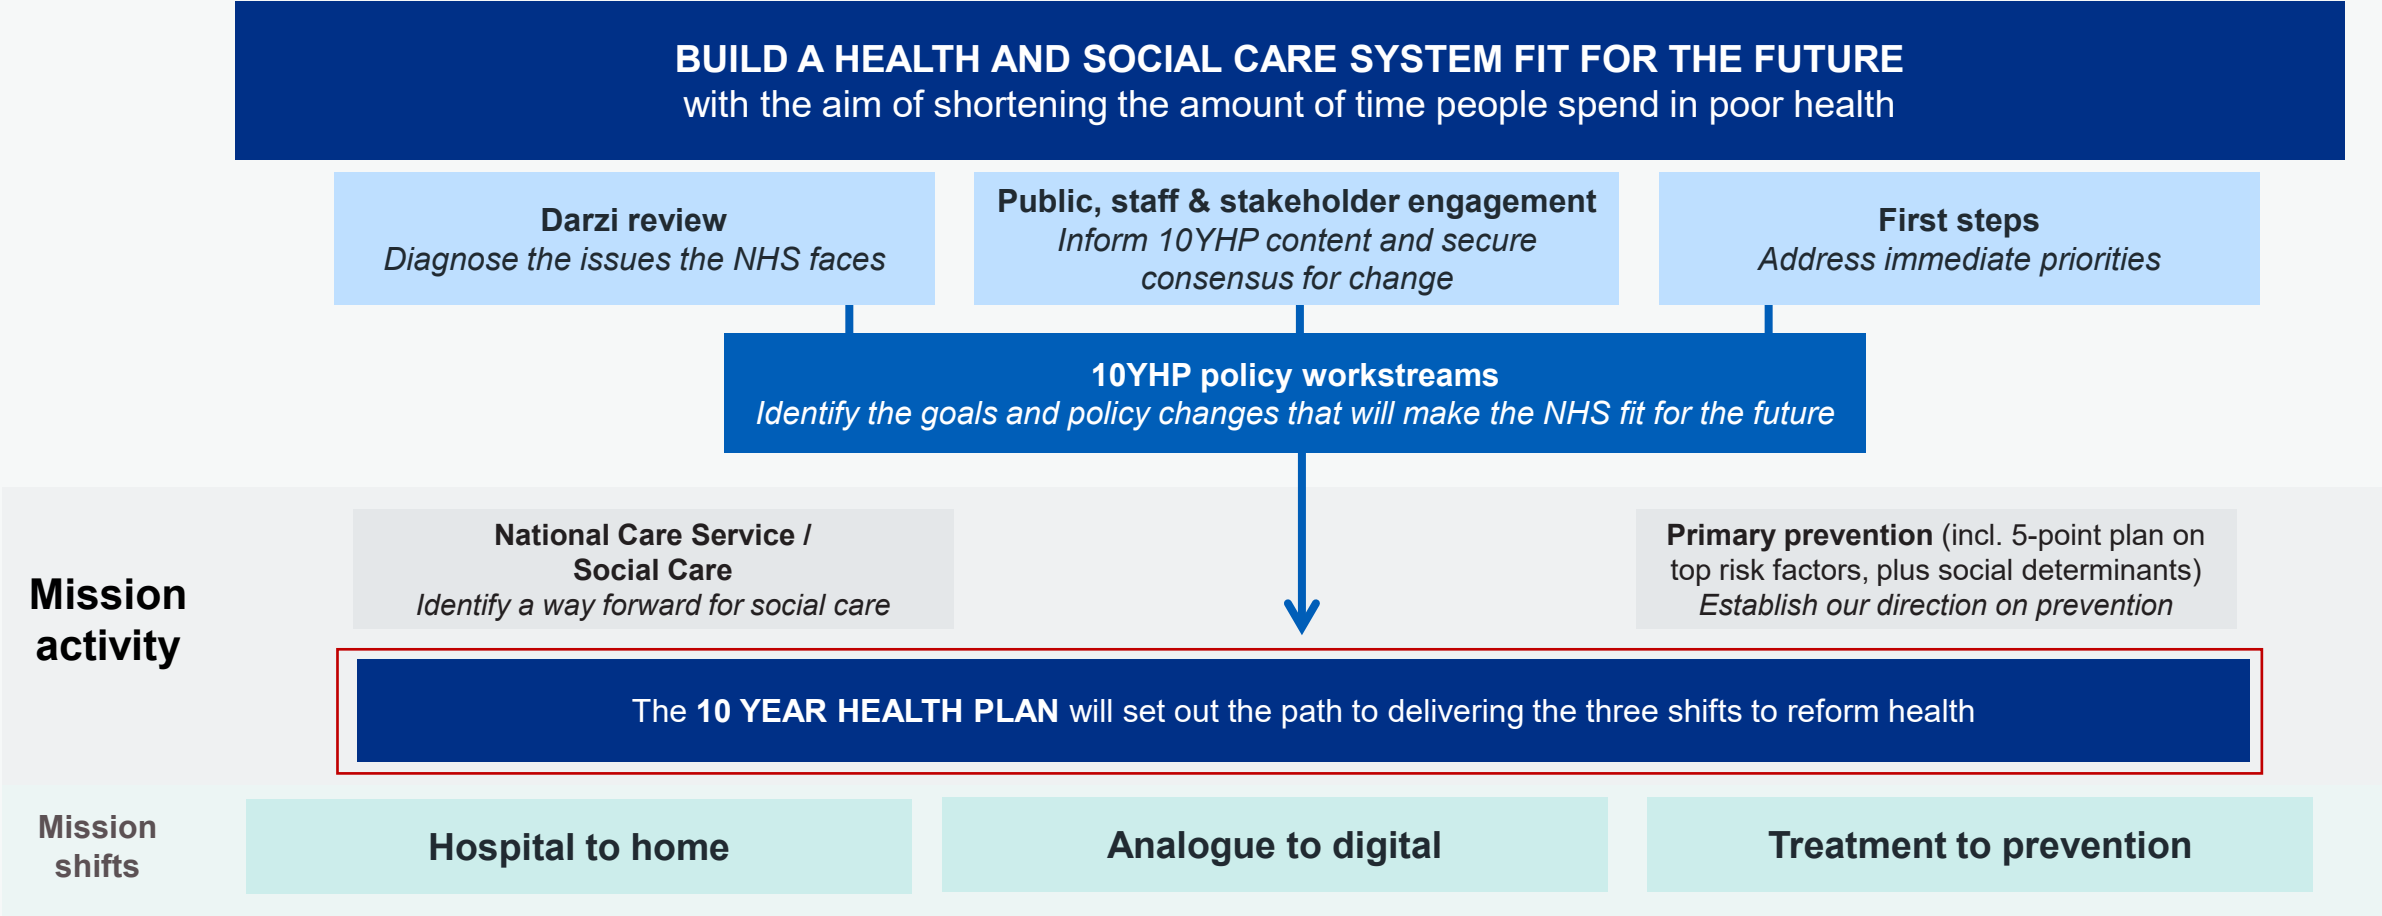 BUILD A HEALTH AND SOCIAL CARE SYSTEM FIT FOR THE FUTURE
with the aim of shortening the amount of time people spend in poor health
Darzi review
Diagnose the issues the NHS faces
Public, staff & stakeholder engagement
Inform 10YHP content and secure
consensus for change
First steps
Address immediate priorities
10YHP policy workstreams
Identify the goals and policy changes that will make the NHS fit for the future
Mission
activity
National Care Service /
Social Care
Identify a way forward for social care
Primary prevention (incl. 5-point plan on
top risk factors, plus social determinants)
Establish our direction on prevention
The 10 YEAR HEALTH PLAN will set out the path to delivering the three shifts to reform health
Mission
shifts
Hospital to home
Analogue to digital
Treatment to prevention